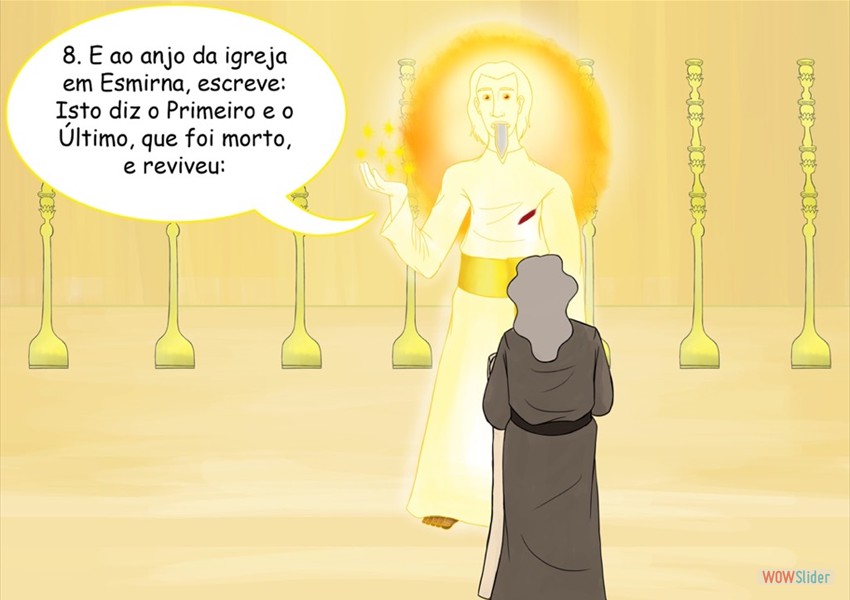 8. E ao anjo da igreja
em Esmirna, escreve:
Isto diz o Primeiro e o
Último, que foi morto,
e reviveu:
WOWSlider